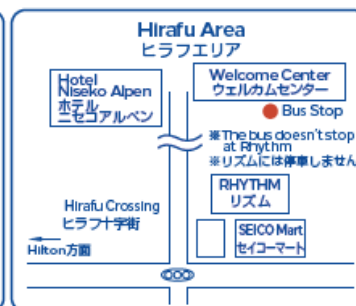 Hirafu Area
ヒラフエリア
Hotel
Niseko Alpen
ホテル
ニセコアルペン
Welcome Center
ウェルカムセンター
Bus Stop
※The bus doesn't stop
at Rhythm
※リズムには停車しません
RHYTHM
リズム
Hirafu Crossing
ヒラフ十字街
SEICO Mart
セイコーマート
Hilton方面